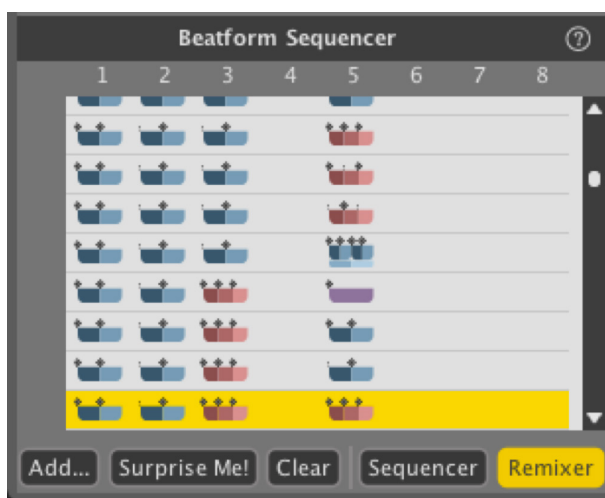 Beatform Sequencer ?
1 2 3 4 5 6 7 8
Add... Surprise Me! Clear Sequencer Remixer